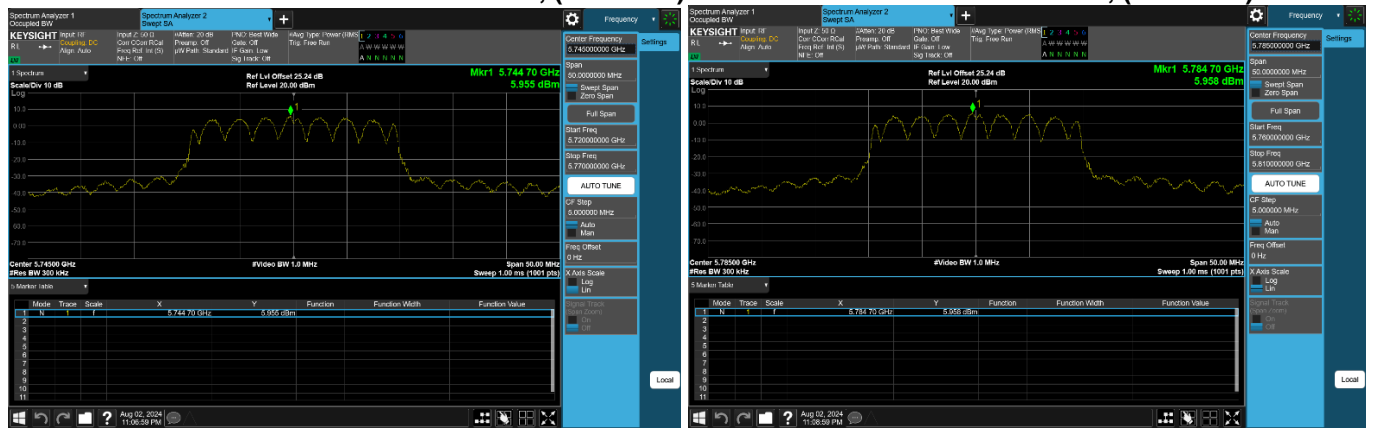 Spectrum Analyzer 1
Occupied BW
Spectrum Analyzer 2
Swept SA
Frequency
KEYSIGHT
Input: RF
Coupling: DC
Align: Auto
Input Z: 50 Ω
Corr CCorr RCal
Freq Ref: Int (S)
NFE: Off
#Atten: 20 dB
Preamp: Off
µW Path: Standard
PNO: Best Wide
Gate: Off
IF Gain: Low
Sig Track: Off
#Avg Type: Power (RMS
Trig: Free Run
1 2 3 4 5 6
A W W W W W
A N N N N N
Center Frequency
5.745000000 GHz
Settings
1 Spectrum
Scale/Div 10 dB
Log
Ref Lvl Offset 25.24 dB
Ref Level 20.00 dBm
Mkr1 5.744 70 GHz
5.955 dBm
Span
50.0000000 MHz
Swept Span
Zero Span
Full Span
Start Freq
5.720000000 GHz
Stop Freq
5.770000000 GHz
AUTO TUNE
CF Step
5.000000 MHz
Auto
Man
Freq Offset
0 Hz
X Axis Scale
Log
Lin
Signal Track
(Span Zoom)
On
Off
10.0
0.00
-10.0
-20.0
-30.0
-40.0
-50.0
-60.0
-70.0
1
Center 5.74500 GHz
#Res BW 300 kHz
#Video BW 1.0 MHz
Span 50.00 MHz
Sweep 1.00 ms (1001 pts)
5 Marker Table
Mode Trace Scale X Y Function Function Width Function Value
1 N 1 f 5.744 70 GHz 5.955 dBm
2
3
4
5
6
7
8
9
10
11
Local
Aug 02, 2024
11:06:59 PM
Spectrum Analyzer 1
Occupied BW
Spectrum Analyzer 2
Swept SA
Frequency
KEYSIGHT
Input: RF
Coupling: DC
Align: Auto
Input Z: 50 Ω
Corr CCorr RCal
Freq Ref: Int (S)
NFE: Off
#Atten: 20 dB
Preamp: Off
µW Path: Standard
PNO: Best Wide
Gate: Off
IF Gain: Low
Sig Track: Off
#Avg Type: Power (RMS
Trig: Free Run
1 2 3 4 5 6
A W W W W W
A N N N N N
Center Frequency
5.785000000 GHz
Settings
1 Spectrum
Scale/Div 10 dB
Log
Ref Lvl Offset 25.24 dB
Ref Level 20.00 dBm
Mkr1 5.784 70 GHz
5.958 dBm
Span
50.0000000 MHz
Swept Span
Zero Span
Full Span
Start Freq
5.760000000 GHz
Stop Freq
5.810000000 GHz
AUTO TUNE
CF Step
5.000000 MHz
Auto
Man
Freq Offset
0 Hz
X Axis Scale
Log
Lin
Signal Track
(Span Zoom)
On
Off
10.0
0.00
-10.0
-20.0
-30.0
-40.0
-50.0
-60.0
-70.0
1
Center 5.78500 GHz
#Res BW 300 kHz
#Video BW 1.0 MHz
Span 50.00 MHz
Sweep 1.00 ms (1001 pts)
5 Marker Table
Mode Trace Scale X Y Function Function Width Function Value
1 N 1 f 5.784 70 GHz 5.958 dBm
2
3
4
5
6
7
8
9
10
11
Local
Aug 02, 2024
11:08:59 PM